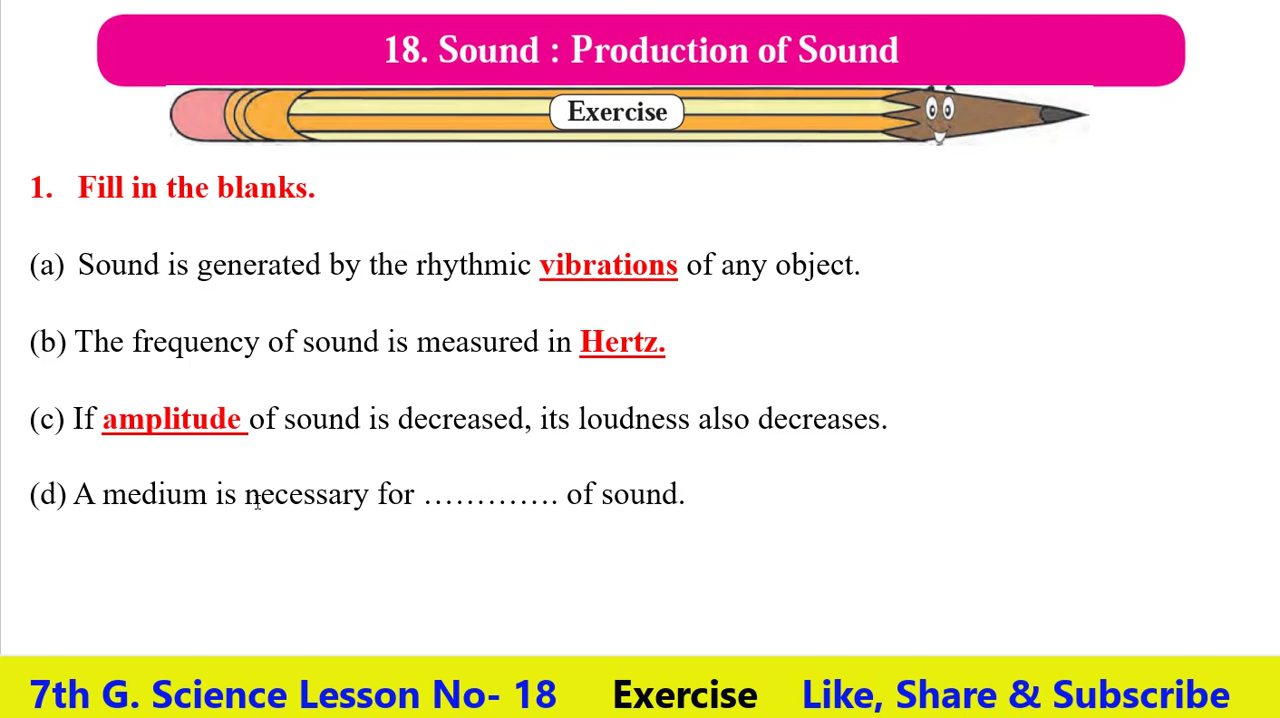 18. Sound : Production of Sound
Exercise
1. Fill in the blanks.
(a) Sound is generated by the rhythmic vibrations of any object.
(b) The frequency of sound is measured in Hertz.
(c) If amplitude of sound is decreased, its loudness also decreases.
(d) A medium is necessary for …………. of sound.
7th G. Science Lesson No- 18 Exercise Like, Share & Subscribe